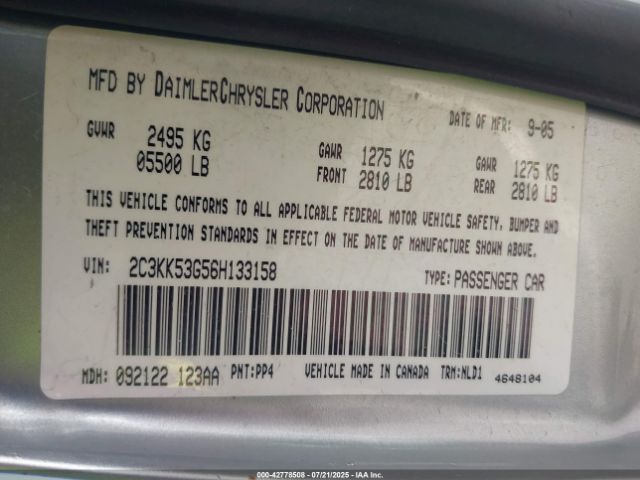 MFD BY DAIMLERCHRYSLER CORPORATION
DATE OF MFR: 9-05
GVWR 2495 KG
05500 LB
GAWR FRONT 1275 KG
2810 LB
GAWR REAR 1275 KG
2810 LB
THIS VEHICLE CONFORMS TO ALL APPLICABLE FEDERAL MOTOR VEHICLE SAFETY, BUMPER AND
THEFT PREVENTION STANDARDS IN EFFECT ON THE DATE OF MANUFACTURE SHOWN ABOVE.
VIN: 2C3KK53G56H133158 TYPE: PASSENGER CAR
MDH: 092122 123AA PNT:PP4 VEHICLE MADE IN CANADA TRM:NLD1 4648104
000-42778508 - 07/21/2025 - IAA Inc.